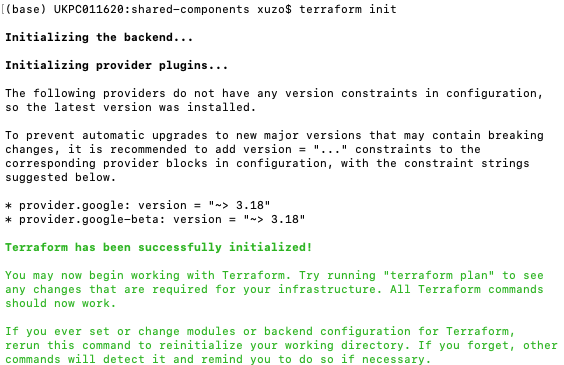 [(base) UKPC011620:shared-components xuzo$ terraform init
Initializing the backend...
Initializing provider plugins...
The following providers do not have any version constraints in configuration,
so the latest version was installed.
To prevent automatic upgrades to new major versions that may contain breaking
changes, it is recommended to add version = "..." constraints to the
corresponding provider blocks in configuration, with the constraint strings
suggested below.
* provider.google: version = "~> 3.18"
* provider.google-beta: version = "~> 3.18"
Terraform has been successfully initialized!
You may now begin working with Terraform. Try running "terraform plan" to see
any changes that are required for your infrastructure. All Terraform commands
should now work.
If you ever set or change modules or backend configuration for Terraform,
rerun this command to reinitialize your working directory. If you forget, other
commands will detect it and remind you to do so if necessary.